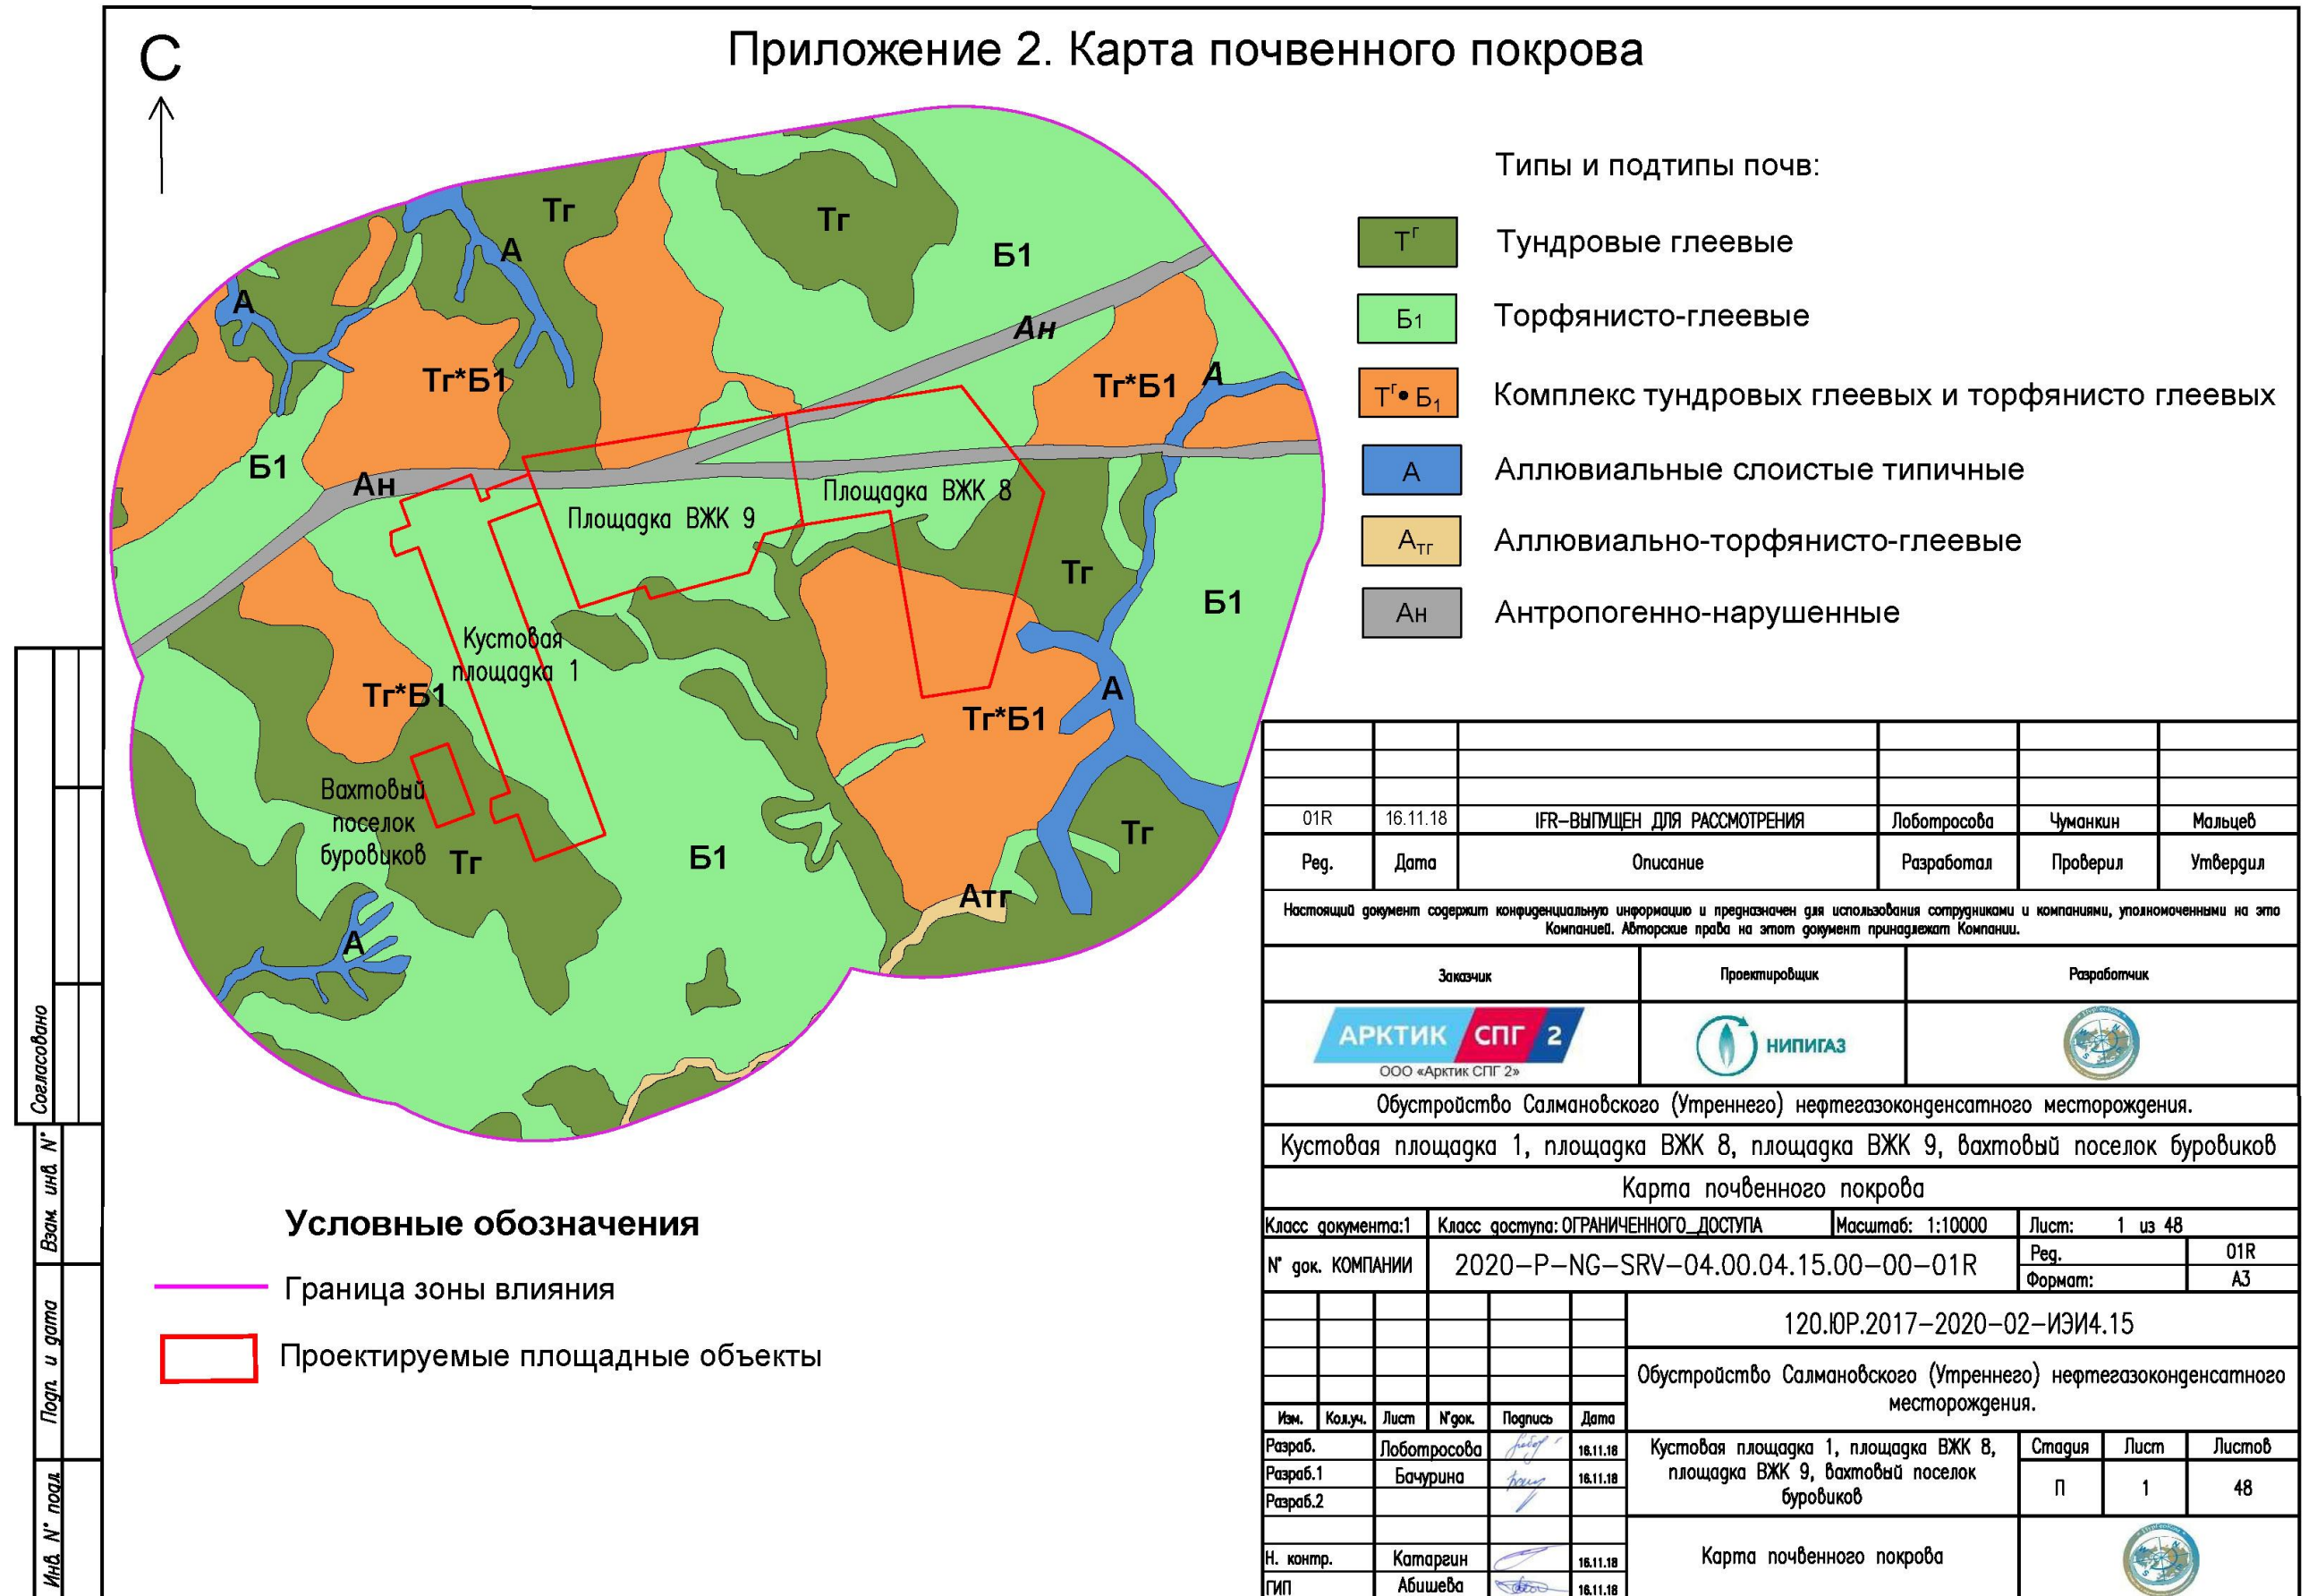 Приложение 2. Карта почвенного покрова
С
Тг
Тг
А
Б1
А
Ан
Тг*Б1
Тг*Б1
А
Б1
Ан
Площадка ВЖК 8
Площадка ВЖК 9
Тг
Б1
Кустовая
площадка 1
Тг*Б1
А
Тг*Б1
Вахтовый
поселок
буровиков
Тг
Б1
Тг
Атг
А
Типы и подтипы почв:
Тг Тундровые глеевые
Б1 Торфянисто-глеевые
Тг•Б1 Комплекс тундровых глеевых и торфянисто глеевых
А Аллювиальные слоистые типичные
Атг Аллювиально-торфянисто-глеевые
Ан Антропогенно-нарушенные
Условные обозначения
Граница зоны влияния
Проектируемые площадные объекты
Согласовано
Взам. инв. N°
Подп. и дата
Инв. N° подл.
01R 16.11.18 IFR-ВЫПУЩЕН ДЛЯ РАССМОТРЕНИЯ Лоботросова Чуманкин Мальцев
Ред. Дата Описание Разработал Проверил Утвердил
Настоящий документ содержит конфиденциальную информацию и предназначен для использования сотрудниками и компаниями, уполномоченными на это
Компанией. Авторские права на этот документ принадлежат Компании.
Заказчик Проектировщик Разработчик
АРКТИК СПГ 2
ООО «Арктик СПГ 2»
НИПИГАЗ
Обустройство Салмановского (Утреннего) нефтегазоконденсатного месторождения.
Кустовая площадка 1, площадка ВЖК 8, площадка ВЖК 9, вахтовый поселок буровиков
Карта почвенного покрова
Класс документа:1 Класс доступа: ОГРАНИЧЕННОГО_ДОСТУПА Масштаб: 1:10000 Лист: 1 из 48
N° док. КОМПАНИИ 2020-P-NG-SRV-04.00.04.15.00-00-01R Ред. 01R
Формат: А3
120.ЮР.2017-2020-02-ИЭИ4.15
Обустройство Салмановского (Утреннего) нефтегазоконденсатного
месторождения.
Изм. Кол.уч. Лист N°док. Подпись Дата
Разраб. Лоботросова 16.11.18
Разраб.1 Бачурина 16.11.18
Разраб.2
Н. контр. Катаргин 16.11.18
ГИП Абишева 16.11.18
Кустовая площадка 1, площадка ВЖК 8,
площадка ВЖК 9, вахтовый поселок
буровиков
Стадия Лист Листов
П 1 48
Карта почвенного покрова